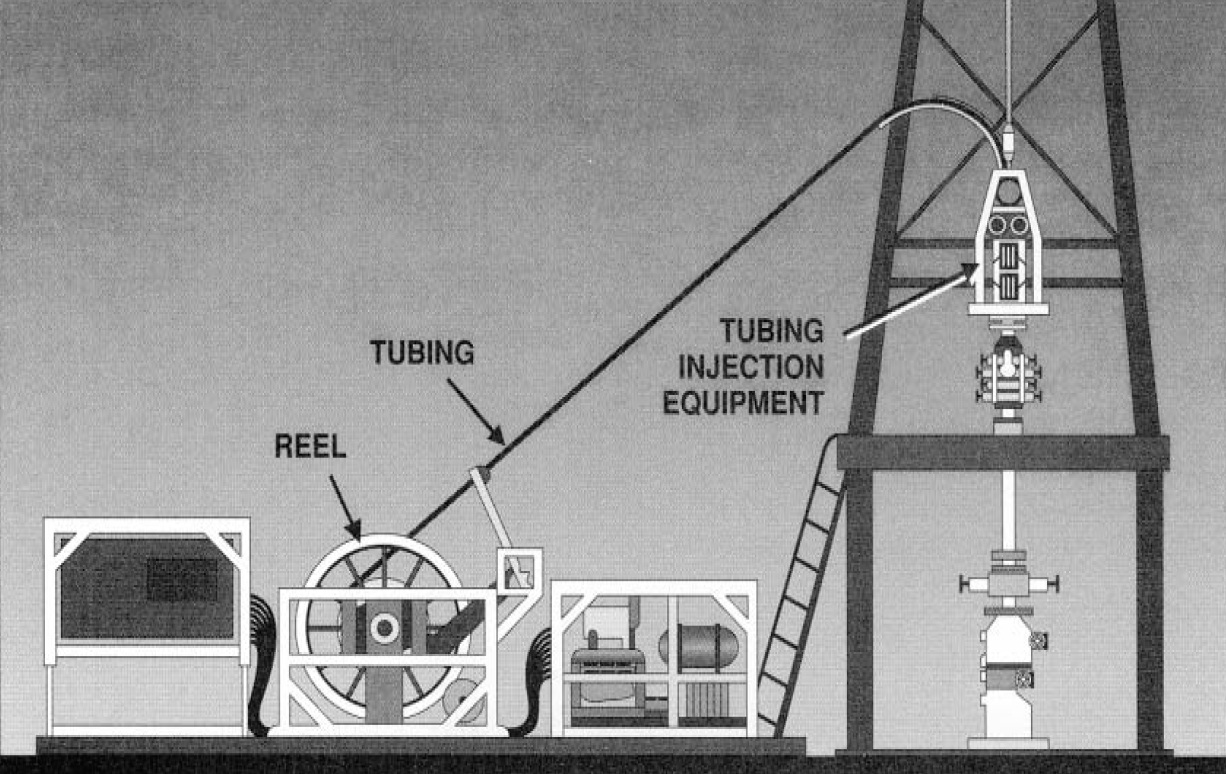 TUBING
REEL
TUBING
INJECTION
EQUIPMENT